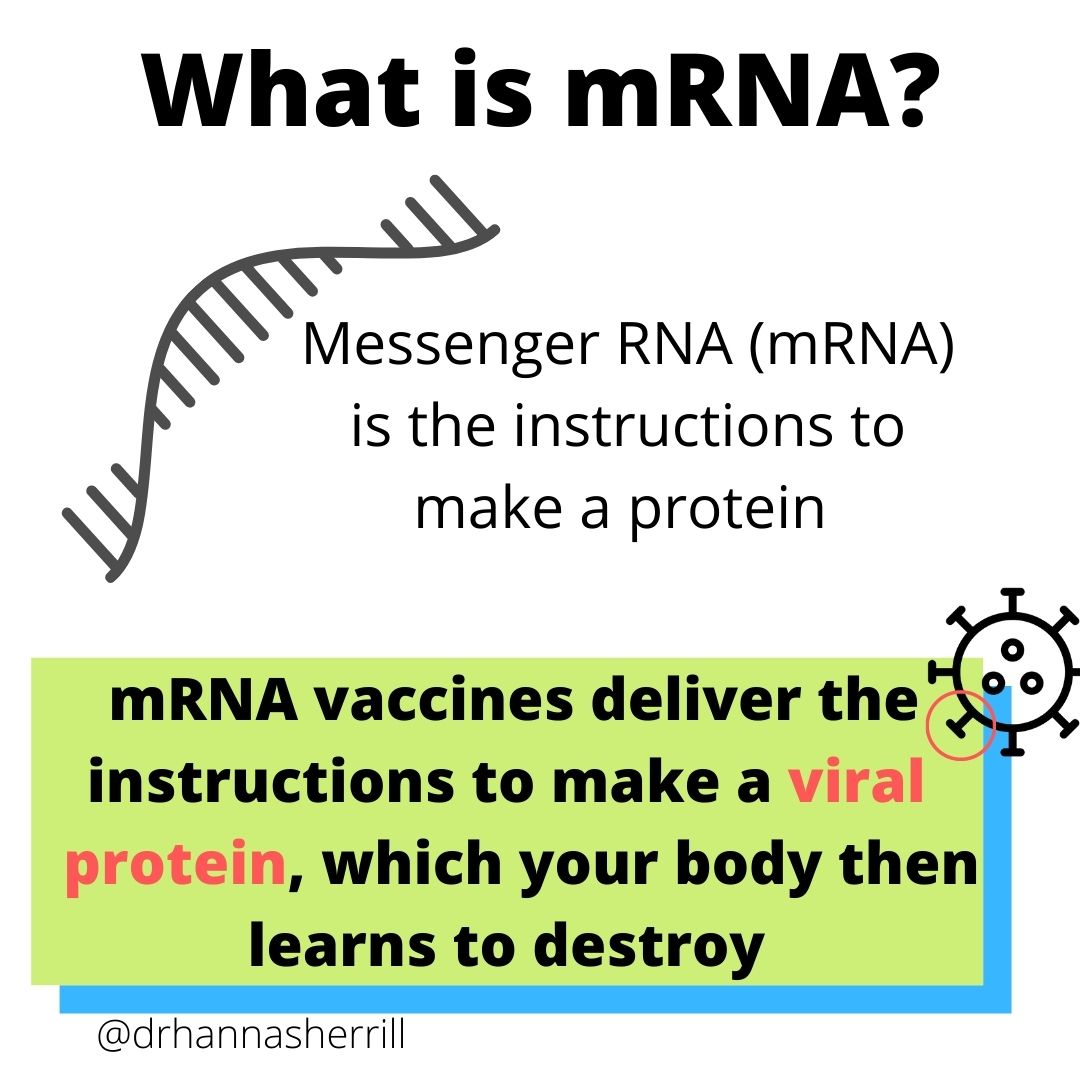 What is mRNA?
Messenger RNA (mRNA)
is the instructions to
make a protein
mRNA vaccines deliver the
instructions to make a viral
protein, which your body then
learns to destroy
@drhannasherrill